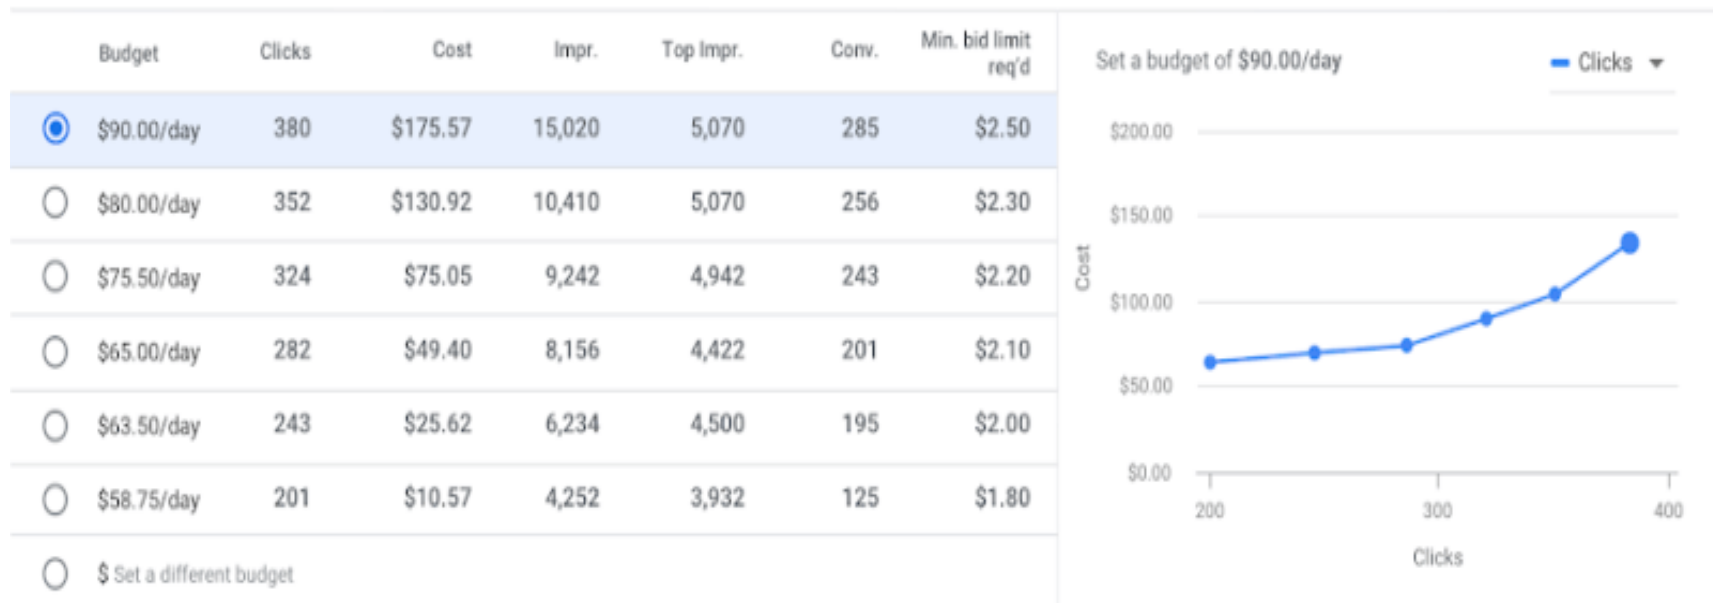 Budget Clicks Cost Impr. Top Impr. Conv. Min. bid limit req'd
$90.00/day 380 $175.57 15,020 5,070 285 $2.50
$80.00/day 352 $130.92 10,410 5,070 256 $2.30
$75.50/day 324 $75.05 9,242 4,942 243 $2.20
$65.00/day 282 $49.40 8,156 4,422 201 $2.10
$63.50/day 243 $25.62 6,234 4,500 195 $2.00
$58.75/day 201 $10.57 4,252 3,932 125 $1.80
$ Set a different budget
Set a budget of $90.00/day
Clicks
$200.00
$150.00
$100.00
$50.00
$0.00
Cost
200 300 400
Clicks